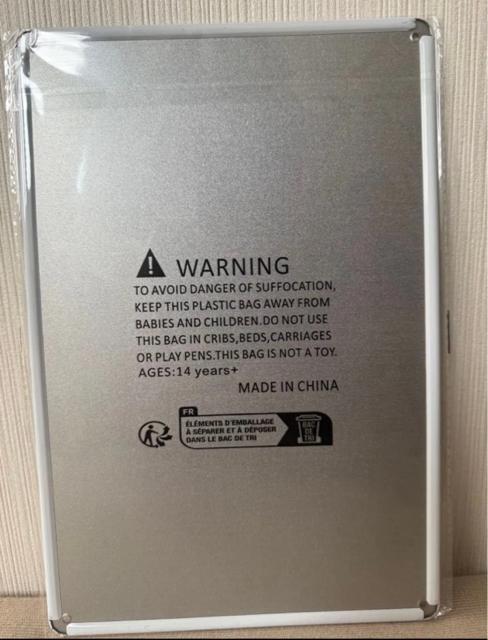 WARNING
TO AVOID DANGER OF SUFFOCATION,
KEEP THIS PLASTIC BAG AWAY FROM
BABIES AND CHILDREN.DO NOT USE
THIS BAG IN CRIBS,BEDS,CARRIAGES
OR PLAY PENS.THIS BAG IS NOT A TOY.
AGES:14 years+
MADE IN CHINA
FR
ÉLÉMENTS D'EMBALLAGE
À SÉPARER ET À DÉPOSER
DANS LE BAC DE TRI
BAC
DE
TRI